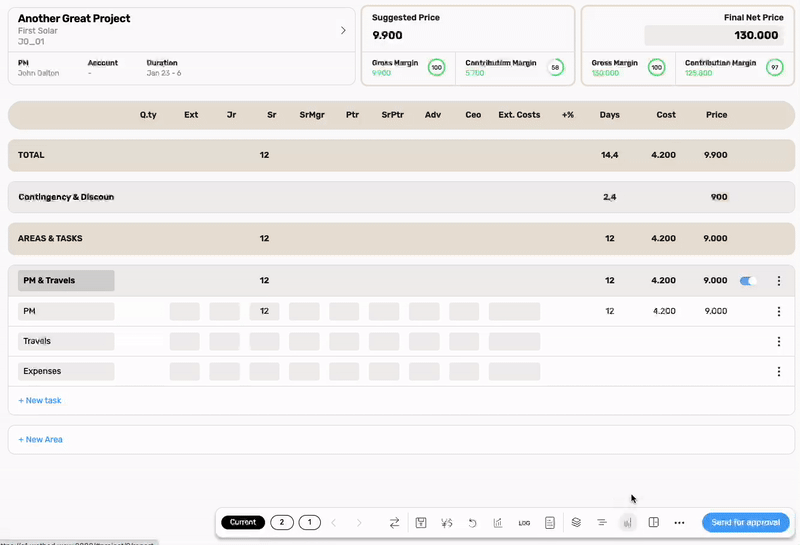 Another Great Project
First Solar
JO_01
PM Account Duration
John Dalton - Jan 23 - 6
Suggested Price
9.900
Gross Margin 100 Contribution Margin 58
9.900 5.700
Final Net Price
130.000
Gross Margin 100 Contribution Margin 97
130.000 125.800
Q.ty Ext Jr Sr SrMgr Ptr SrPtr Adv Ceo Ext. Costs +% Days Cost Price
TOTAL 12 14,4 4.200 9.900
Contingency & Discoun 2,4 900
AREAS & TASKS 12 12 4.200 9.000
PM & Travels 12 12 4.200 9.000
PM 12 12 4.200 9.000
Travels
Expenses
+ New task
+ New Area
Current 2 1 < > ¥$ LOG Send for approval